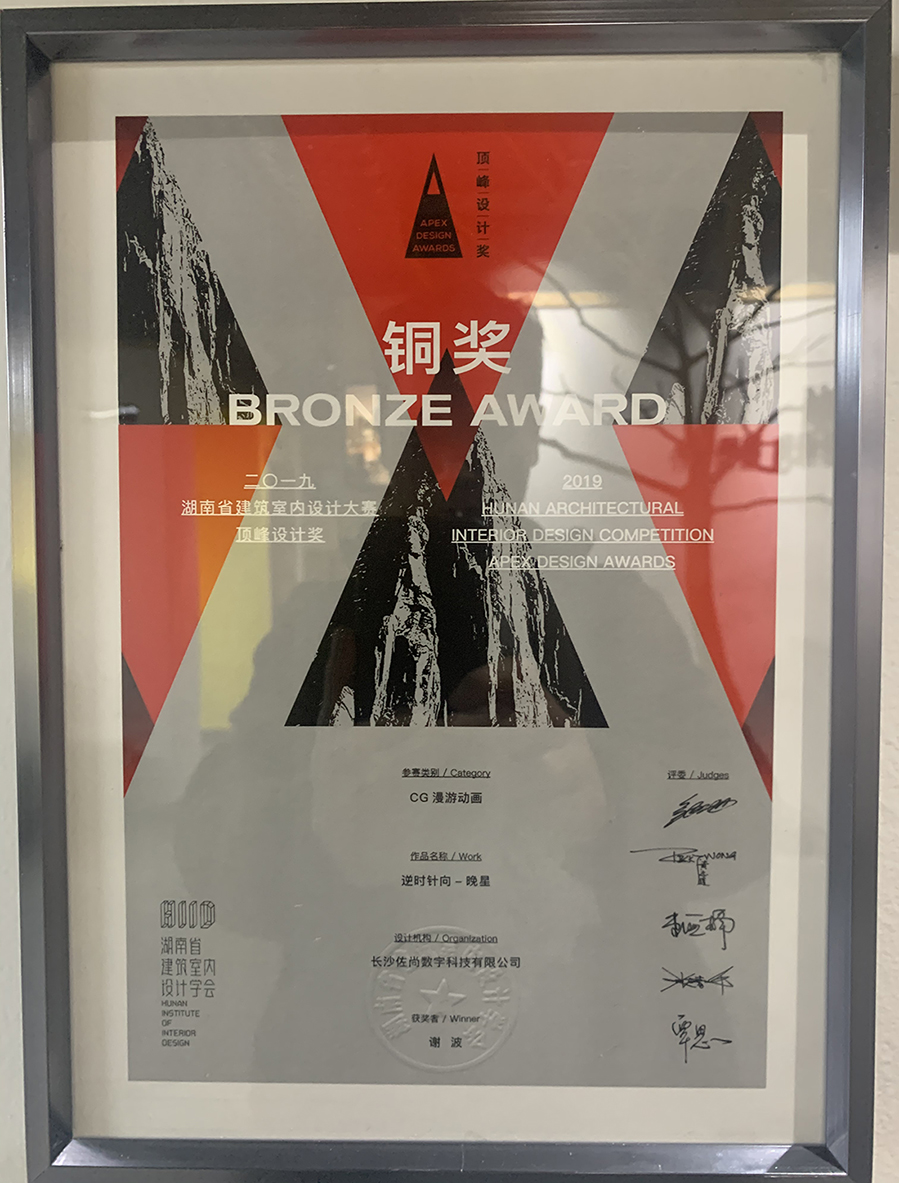 顶峰设计奖
APEX
DESIGN
AWARDS
铜奖
BRONZE AWARD
二〇一九
湖南省建筑室内设计大赛
顶峰设计奖
2019
HUNAN ARCHITECTURAL
INTERIOR DESIGN COMPETITION
APEX DESIGN AWARDS
参赛类别 / Category
CG 漫游动画
作品名称 / Work
逆时针向 – 晚星
设计机构 / Organization
长沙佐尚数字科技有限公司
获奖者 / Winner
谢 波
评委 / Judges
HIID
湖南省
建筑室内
设计学会
HUNAN
INSTITUTE
OF
INTERIOR
DESIGN